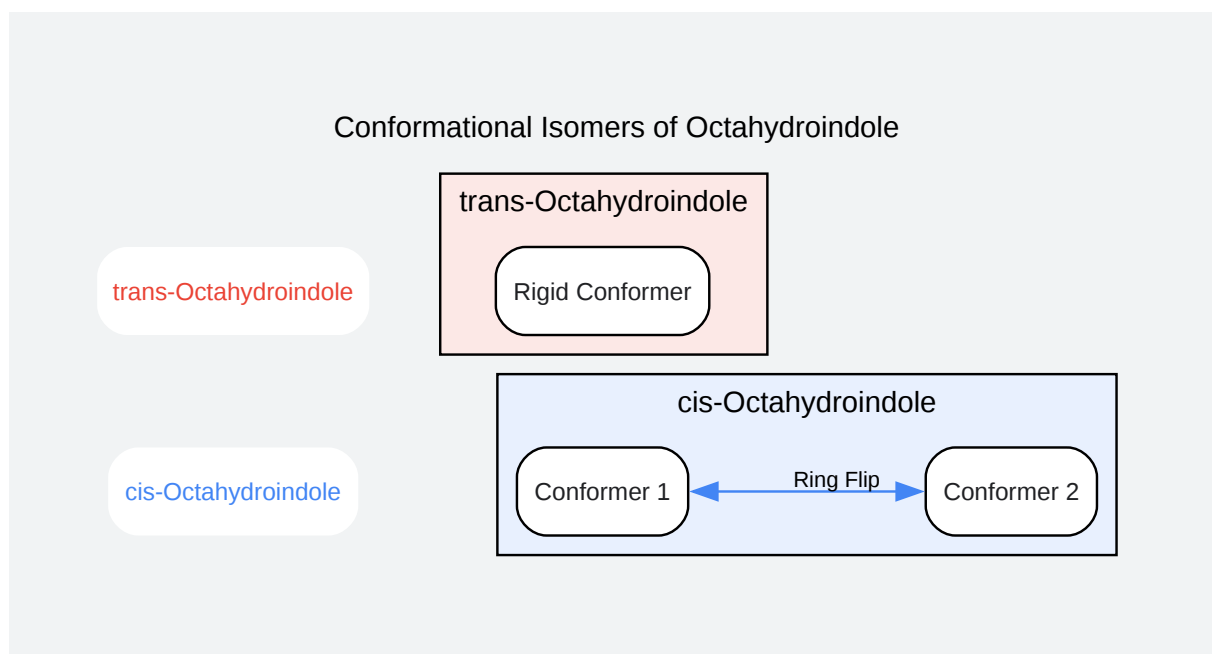 Conformational Isomers of Octahydroindole
trans-Octahydroindole
trans-Octahydroindole
Rigid Conformer
cis-Octahydroindole
cis-Octahydroindole
Conformer 1
Ring Flip
Conformer 2